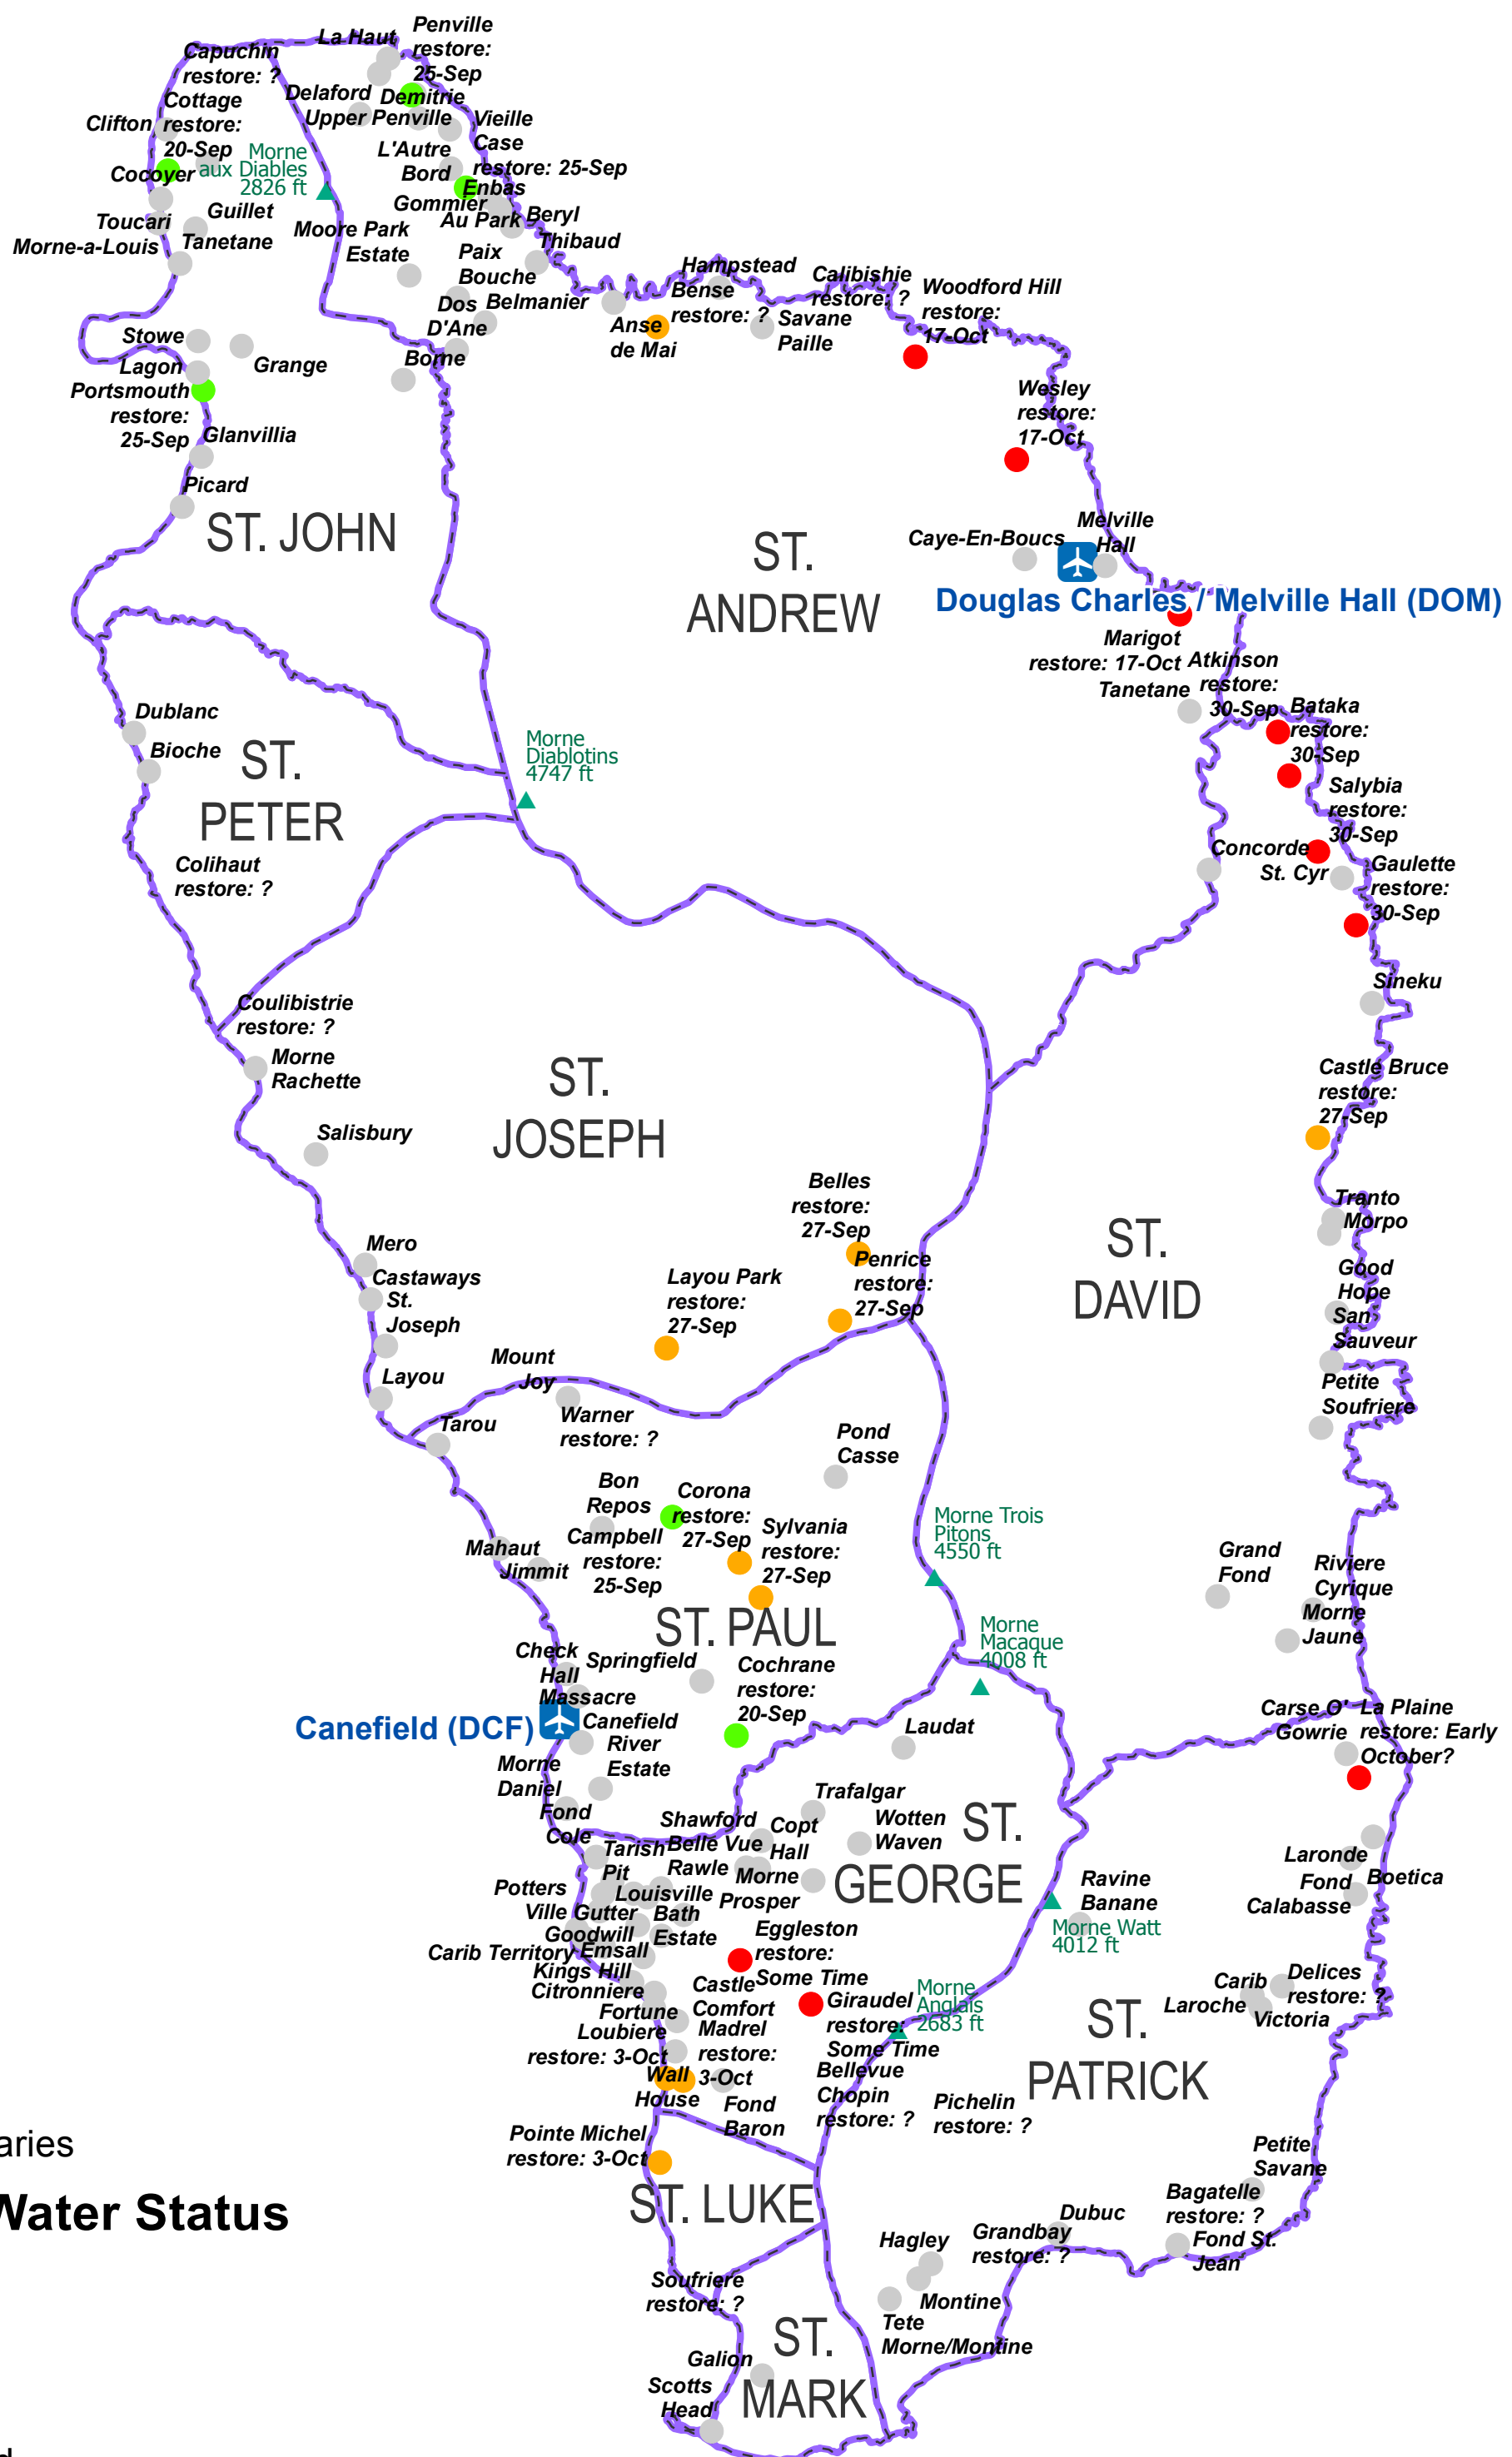 La Haut
Penville
restore:
25-Sep
Capuchin
restore: ?
Delaford
Demitrie
Cottage
restore:
20-Sep
Clifton
Upper Penville
Vieille
Case
restore: 25-Sep
L'Autre
Bord
Morne
aux Diables
2826 ft
Cocoyer
Enbas
Gommier
Au Park
Beryl
Guillet
Toucari
Morne-a-Louis
Tanetane
Moore Park
Estate
Thibaud
Paix
Bouche
Hampstead
Calibishie
restore: ?
Woodford Hill
restore:
17-Oct
Bense
restore: ?
Belmanier
Dos
D'Ane
Anse
de Mai
Savane
Paille
Stowe
Grange
Borne
Lagon
Portsmouth
restore:
25-Sep
Wesley
restore:
17-Oct
Glanvillia
Picard
ST. JOHN
ST.
ANDREW
Melville
Hall
Caye-En-Boucs
Douglas Charles / Melville Hall (DOM)
Marigot
restore: 17-Oct
Atkinson
restore:
30-Sep
Tanetane
Bataka
restore:
30-Sep
Dublanc
Bioche
ST.
PETER
Morne
Diablotins
4747 ft
Salybia
restore:
30-Sep
Concorde
St. Cyr
Gaulette
restore:
30-Sep
Colihaut
restore: ?
Sineku
Coulibistrie
restore: ?
Morne
Rachette
ST.
JOSEPH
Castle Bruce
restore:
27-Sep
Salisbury
Belles
restore:
27-Sep
Tranto
Morpo
ST.
DAVID
Mero
Castaways
St.
Joseph
Layou Park
restore:
27-Sep
Penrice
restore:
27-Sep
Good
Hope
San
Sauveur
Mount
Joy
Layou
Petite
Soufriere
Warner
restore: ?
Tarou
Pond
Casse
Bon
Repos
Corona
restore:
27-Sep
Campbell
restore:
25-Sep
Sylvania
restore:
27-Sep
Morne Trois
Pitons
4550 ft
Mahaut
Jimmit
Grand
Fond
Riviere
Cyrique
Morne
Jaune
ST. PAUL
Morne
Macaque
4008 ft
Check
Hall
Springfield
Cochrane
restore:
20-Sep
Massacre
Canefield (DCF)
Canefield
River
Estate
Laudat
Carse O'
Gowrie
La Plaine
restore: Early
October?
Morne
Daniel
Fond
Cole
Trafalgar
Shawford
Copt
Hall
Wotten
Waven
ST.
GEORGE
Tarish
Pit
Belle Vue
Rawle
Morne
Prosper
Laronde
Boetica
Fond
Calabasse
Ravine
Banane
Morne Watt
4012 ft
Potters
Ville
Louisville
Gutter
Bath
Estate
Goodwill
Eggleston
restore:
Some Time
Carib Territory
Emsall
Kings Hill
Citronniere
Castle
Comfort
Giraudel
restore:
Some Time
Morne
Anglais
2683 ft
Carib
Laroche
Delices
restore: ?
Victoria
Fortune
Loubiere
restore: 3-Oct
Madrel
restore:
3-Oct
ST.
PATRICK
Wall
House
Fond
Baron
Bellevue
Chopin
restore: ?
Pichelin
restore: ?
Pointe Michel
restore: 3-Oct
aries
Water Status
Petite
Savane
ST. LUKE
Bagatelle
restore: ?
Dubuc
Grandbay
restore: ?
Fond St.
Jean
Hagley
Soufriere
restore: ?
Montine
Tete
Morne/Montine
ST.
MARK
Galion
Scotts
Head